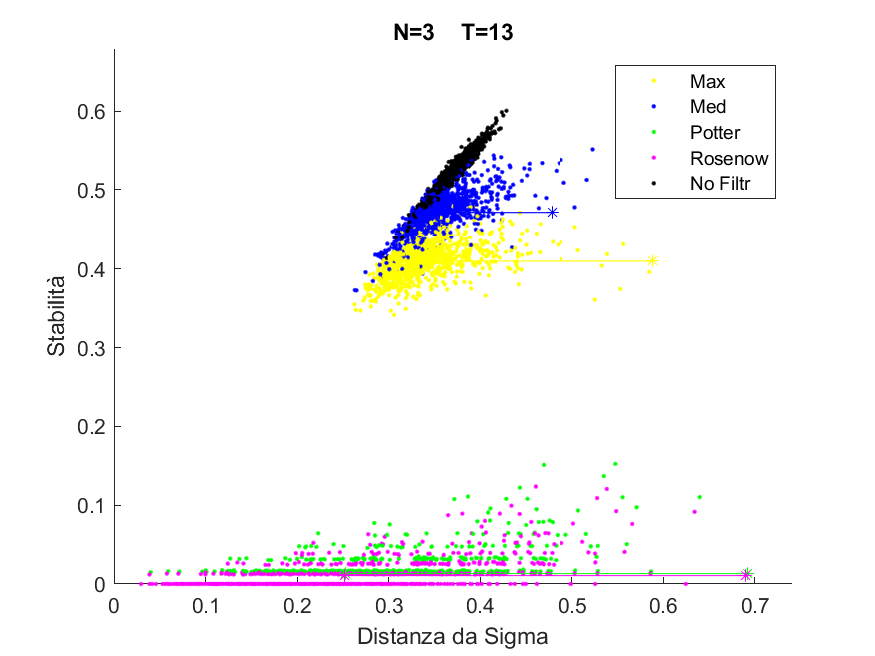 N=3 T=13
Max
Med
Potter
Rosenow
No Filtr
Stabilità
0.6
0.5
0.4
0.3
0.2
0.1
0
0 0.1 0.2 0.3 0.4 0.5 0.6 0.7
Distanza da Sigma